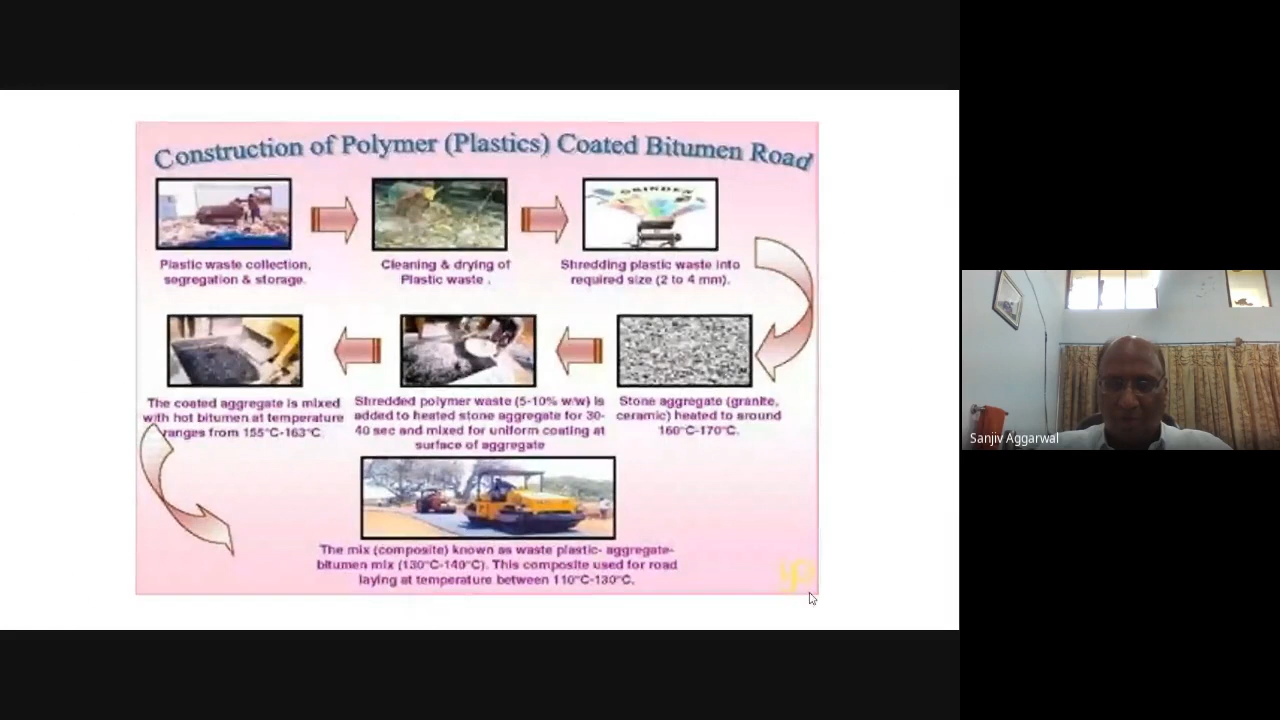 Construction of Polymer (Plastics) Coated Bitumen Road
GRINDER
Plastic waste collection,
segregation & storage.
Cleaning & drying of
Plastic waste .
Shredding plastic waste into
required size (2 to 4 mm).
The coated aggregate is mixed
with hot bitumen at temperature
ranges from 155°C-163°C.
Shredded polymer waste (5-10% w/w) is
added to heated stone aggregate for 30-
40 sec and mixed for uniform coating at
surface of aggregate
Stone aggregate (granite,
ceramic) heated to around
160°C-170°C.
The mix (composite) known as waste plastic- aggregate-
bitumen mix (130°C-140°C). This composite used for road
laying at temperature between 110°C-130°C.
Sanjiv Aggarwal